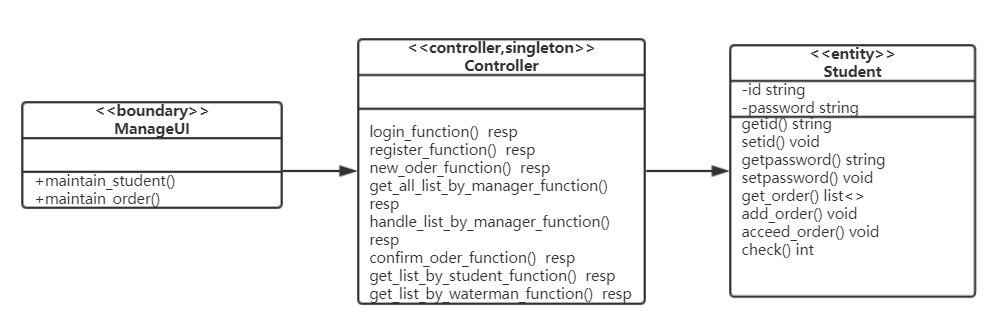 <<boundary>>
ManageUI
+maintain_student()
+maintain_order()
<<controller,singleton>>
Controller
login_function()  resp
register_function()  resp
new_oder_function()  resp
get_all_list_by_manager_function()
resp
handle_list_by_manager_function()
resp
confirm_oder_function()  resp
get_list_by_student_function()  resp
get_list_by_waterman_function()  resp
<<entity>>
Student
-id string
-password string
getid() string
setid() void
getpassword() string
setpassword() void
get_order() list<>
add_order() void
acceed_order() void
check() int